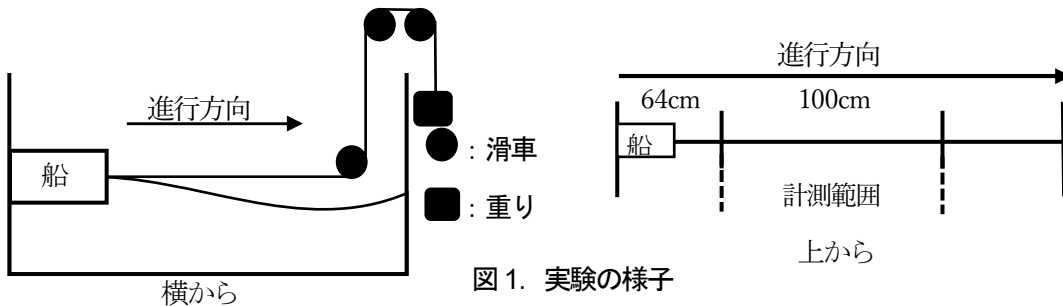 進行方向
船
横から
：滑車
：重り
図1. 実験の様子
進行方向
64cm
100cm
船
計測範囲
上から